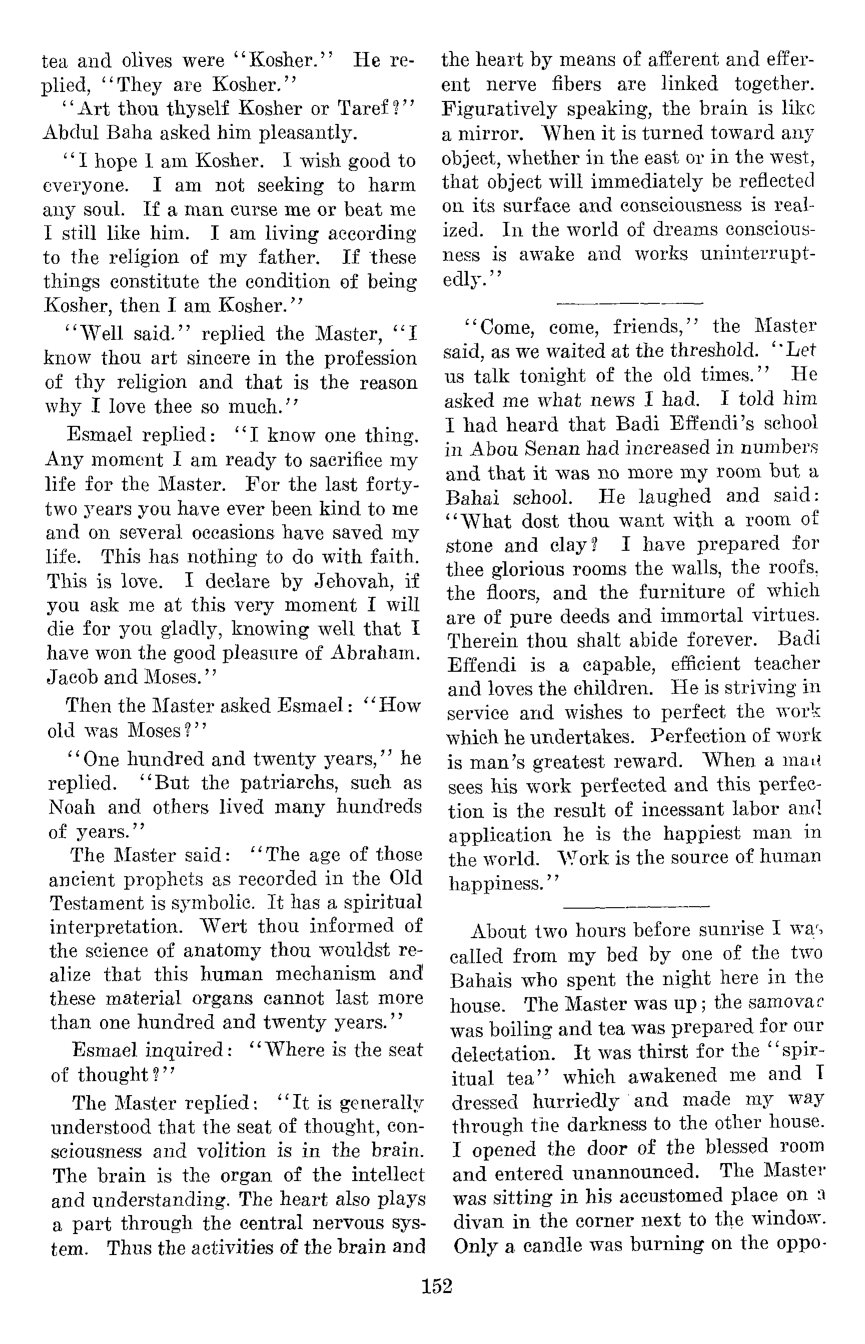 tea and olives were ‘‘Kosher.’’ He re-
plied, ‘‘They are Kosher.’’
‘‘Art thou thyself Kosher or Taref?’’
Abdul Baha asked him pleasantly.
‘‘I hope I am Kosher. I wish good to
everyone. I am not seeking to harm
any soul. If a man curse me or beat me
I still like him. I am living according
to the religion of my father. If these
things constitute the condition of being
Kosher, then I am Kosher.’’
‘‘Well said.’’ replied the Master, ‘‘I
know thou art sincere in the profession
of thy religion and that is the reason
why I love thee so much.’’
Esmael replied: ‘‘I know one thing.
Any moment I am ready to sacrifice my
life for the Master. For the last forty-
two years you have ever been kind to me
and on several occasions have saved my
life. This has nothing to do with faith.
This is love. I declare by Jehovah, if
you ask me at this very moment I will
die for you gladly, knowing well that I
have won the good pleasure of Abraham.
Jacob and Moses.’’
Then the Master asked Esmael: ‘‘How
old was Moses?’’
‘‘One hundred and twenty years,’’ he
replied. ‘‘But the patriarchs, such as
Noah and others lived many hundreds
of years.’’
The Master said: ‘‘The age of those
ancient prophets as recorded in the Old
Testament is symbolic. It has a spiritual
interpretation. Wert thou informed of
the science of anatomy thou wouldst re-
alize that this human mechanism and
these material organs cannot last more
than one hundred and twenty years.’’
Esmael inquired: ‘‘Where is the seat
of thought?’’
The Master replied: ‘‘It is generally
understood that the seat of thought, con-
sciousness and volition is in the brain.
The brain is the organ of the intellect
and understanding. The heart also plays
a part through the central nervous sys-
tem. Thus the activities of the brain and
the heart by means of afferent and effer-
ent nerve fibers are linked together.
Figuratively speaking, the brain is like
a mirror. When it is turned toward any
object, whether in the east or in the west,
that object will immediately be reflected
on its surface and consciousness is real-
ized. In the world of dreams conscious-
ness is awake and works uninterrupt-
edly.’’
‘‘Come, come, friends,’’ the Master
said, as we waited at the threshold. ‘‘Let
us talk tonight of the old times.’’ He
asked me what news I had. I told him
I had heard that Badi Effendi’s school
in Abou Senan had increased in numbers
and that it was no more my room but a
Bahai school. He laughed and said:
‘‘What dost thou want with a room of
stone and clay? I have prepared for
thee glorious rooms the walls, the roofs,
the floors, and the furniture of which
are of pure deeds and immortal virtues.
Therein thou shalt abide forever. Badi
Effendi is a capable, efficient teacher
and loves the children. He is striving in
service and wishes to perfect the work
which he undertakes. Perfection of work
is man’s greatest reward. When a man
sees his work perfected and this perfec-
tion is the result of incessant labor and
application he is the happiest man in
the world. Work is the source of human
happiness.’’
About two hours before sunrise I was
called from my bed by one of the two
Bahais who spent the night here in the
house. The Master was up; the samovar
was boiling and tea was prepared for our
delectation. It was thirst for the ‘‘spir-
itual tea’’ which awakened me and I
dressed hurriedly and made my way
through the darkness to the other house.
I opened the door of the blessed room
and entered unannounced. The Master
was sitting in his accustomed place on a
divan in the corner next to the window.
Only a candle was burning on the oppo-
152